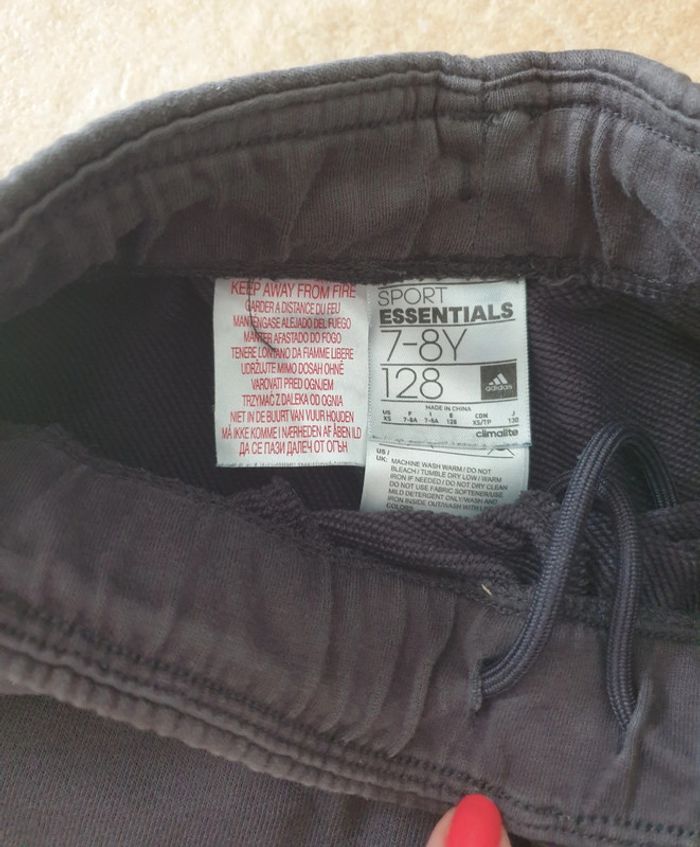 KEEP AWAY FROM FIRE
GARDER A DISTANCE DU FEU
MANTÉNGASE ALEJADO DEL FUEGO
MANTER AFASTADO DO FOGO
TENERE LONTANO DA FIAMME LIBERE
UDRŽUJTE MIMO DOSAH OHNĚ
VAROVATI PRED OGNJEM
TRZYMAĆ Z DALEKA OD OGNIA
NIET IN DE BUURT VAN VUUR HOUDEN
MÅ IKKE KOMME I NÆRHEDEN AF ÅBEN ILD
ДА СЕ ПАЗИ ДАЛЕЧ ОТ ОГЪН
SPORT
ESSENTIALS
7-8Y
128
adidas
MADE IN CHINA
US F I E CDN J
XS 7-8A 7-8A 128 XS/TP 130
climalite
US /
UK: MACHINE WASH WARM / DO NOT
BLEACH / TUMBLE DRY LOW / WARM
IRON IF NEEDED / DO NOT DRY CLEAN
DO NOT USE FABRIC SOFTENER/USE
MILD DETERGENT ONLY/WASH AND
IRON INSIDE OUT/WASH WITH
COLORS